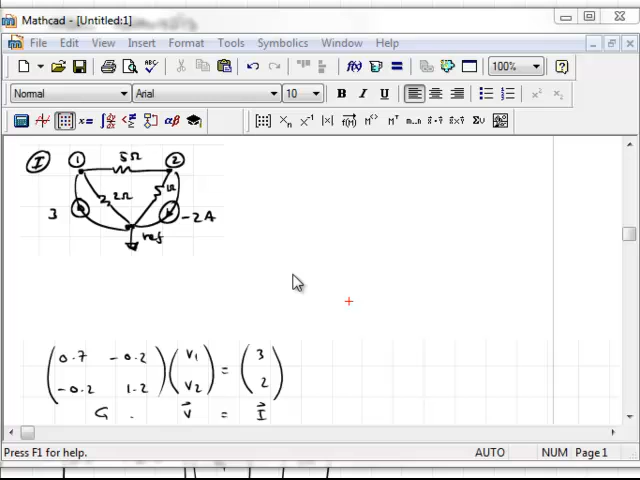 Mathcad - [Untitled:1]
File Edit View Insert Format Tools Symbolics Window Help
100%
Normal Arial 10 B I U
I 1 5Ω 2
2Ω 1Ω
3 -2A
ref
0.7 -0.2 V1 = 3
-0.2 1.2 V2 2
G . V = I
Press F1 for help. AUTO NUM Page 1